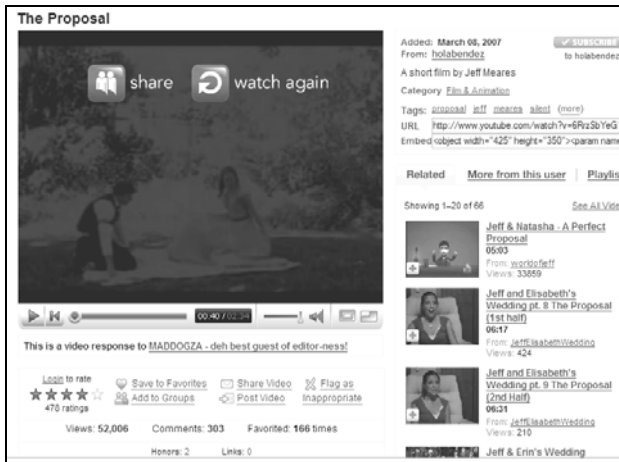 The Proposal
share
watch again
00:40 / 02:34
This is a video response to MADDOGZA - deh best guest of editor-ness!
Login to rate
478 ratings
Save to Favorites
Add to Groups
Share Video
Post Video
Flag as
Inappropriate
Views: 52,006 Comments: 303 Favorited: 166 times
Honors: 2 Links: 0
Added: March 08, 2007
From: holabendez
SUBSCRIBE
to holabendez
A short film by Jeff Meares
Category Film & Animation
Tags: proposal jeff meares silent (more)
URL http://www.youtube.com/watch?v=6RrzSbYeG
Embed <object width="425" height="350"><param name
Related More from this user Playlis
Showing 1-20 of 66 See All Vide
Jeff & Natasha - A Perfect
Proposal
05:03
From: worldofjeff
Views: 33859
Jeff and Elisabeth's
Wedding pt. 8 The Proposal
(1st half)
06:17
From: JeffElisabethWedding
Views: 424
Jeff and Elisabeth's
Wedding pt. 9 The Proposal
(2nd Half)
06:31
From: JeffElisabethWedding
Views: 210
Jeff & Erin's Wedding